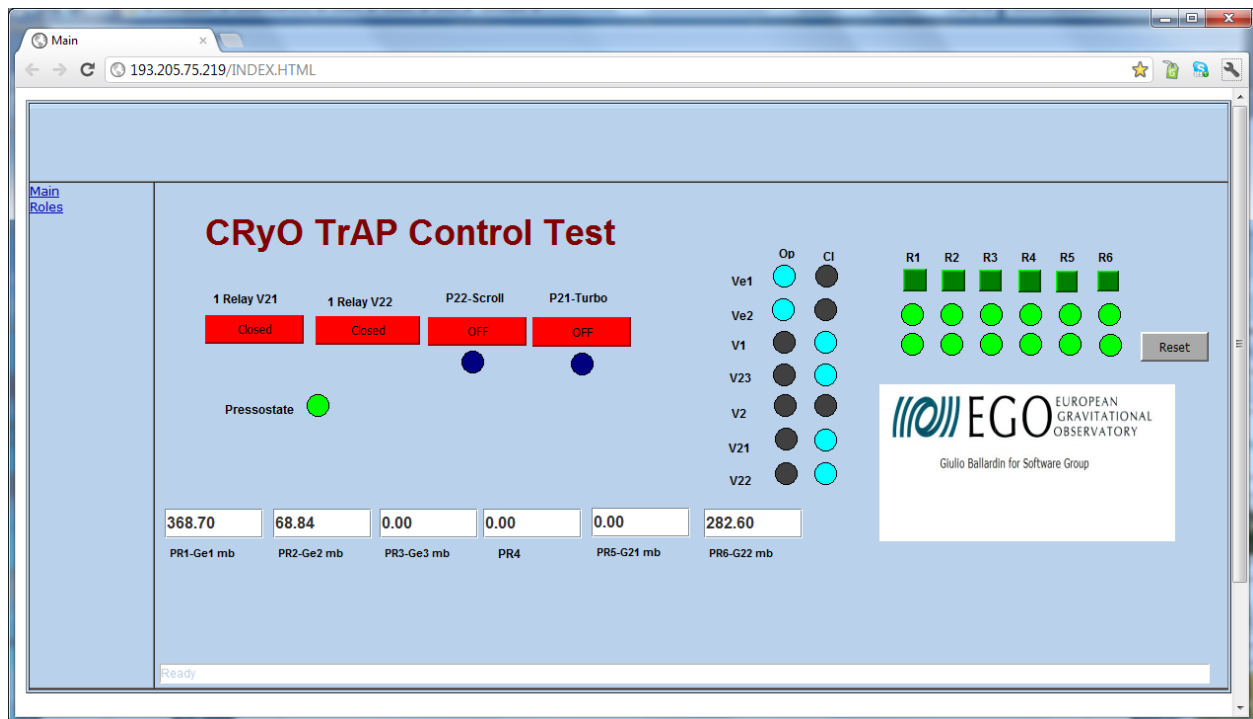 Main
193.205.75.219/INDEX.HTML
Main
Roles
CRyO TrAP Control Test
1 Relay V21
1 Relay V22
P22-Scroll
P21-Turbo
Closed
Closed
OFF
OFF
Pressostate
Op Cl
Ve1
Ve2
V1
V23
V2
V21
V22
R1 R2 R3 R4 R5 R6
Reset
EGO
EUROPEAN
GRAVITATIONAL
OBSERVATORY
Giulio Ballardin for Software Group
368.70 68.84 0.00 0.00 0.00 282.60
PR1-Ge1 mb PR2-Ge2 mb PR3-Ge3 mb PR4 PR5-G21 mb PR6-G22 mb
Ready